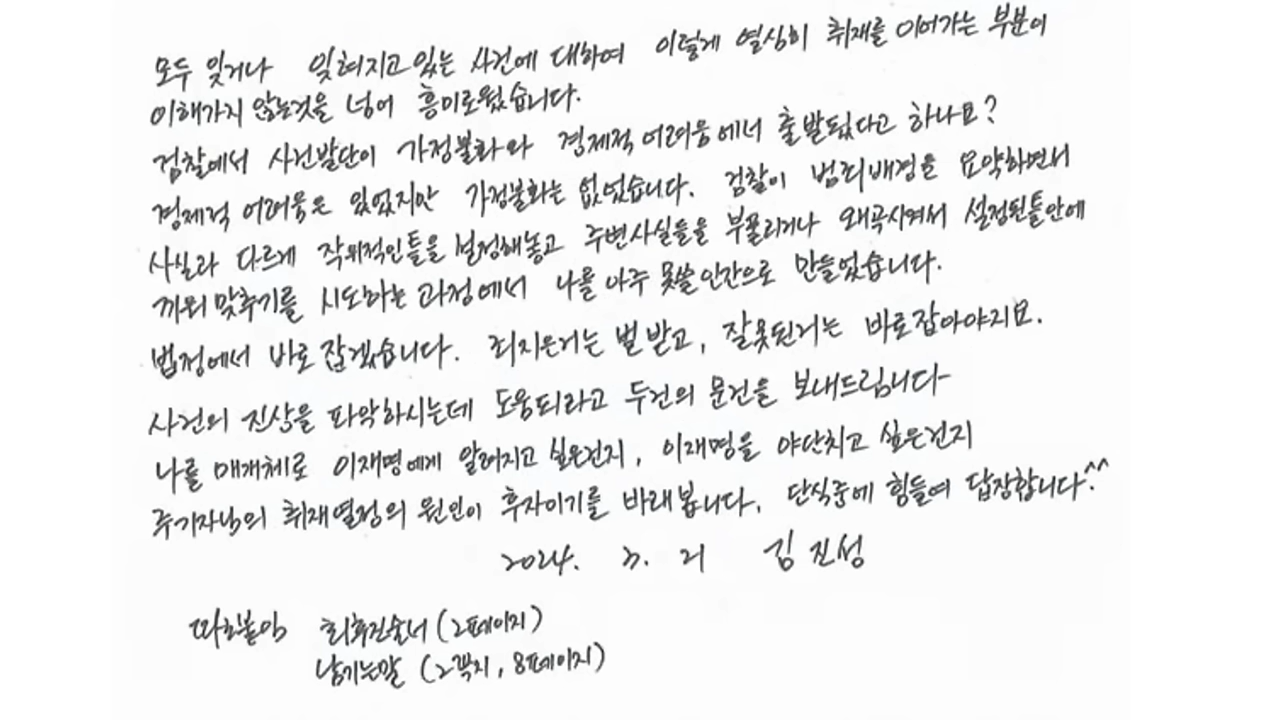 모두 잊거나 잊혀지고 있는 사건에 대하여 이렇게 열심히 취재를 이어가는 부분이
이해가지 않는것을 넘어 흥미로웠습니다.
검찰에서 사건발단이 가정불화와 경제적 어려움에서 출발됬다고 하나요?
경제적 어려움은 있었지만 가정불화는 없었습니다. 검찰이 범죄배경을 요약하면서
사실과 다르게 작위적인틀을 설정해놓고 주변사실들을 부풀리거나 왜곡시켜서 설정된틀안에
끼워 맞추기를 시도하는 과정에서 나를 아주 못쓸 인간으로 만들었습니다.
법정에서 바로 잡겠습니다. 죄지은거는 벌 받고, 잘못된거는 바로잡아야지요.
사건의 진상을 파악하시는데 도움되라고 두건의 문건을 보내드립니다
나를 매개체로 이재명에게 알려지고 싶은건지, 이재명을 야단치고 싶은건지
주기자님의 취재열정의 원인이 후자이기를 바래봅니다. 단식중에 힘들여 답장합니다.^^
2024. 3. 21 김진성
따로붙임 최후진술서 (2페이지)
남기는말 (2꼭지, 8페이지)